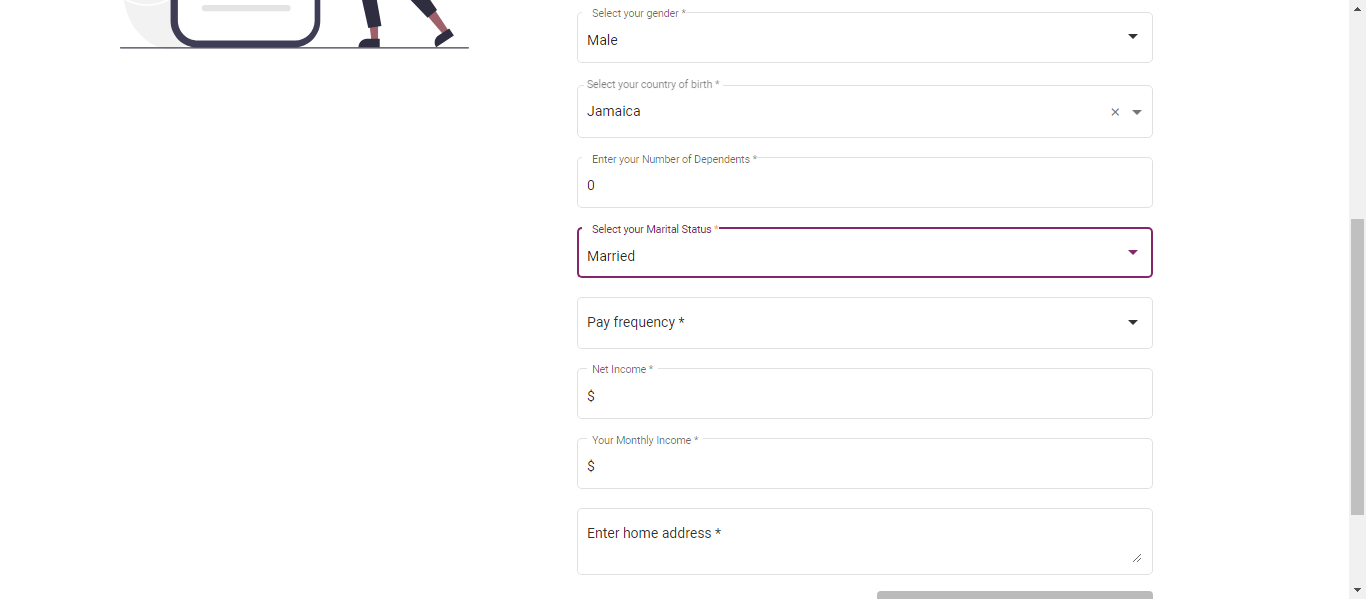 Select your gender *
Male
Select your country of birth *
Jamaica
Enter your Number of Dependents *
0
Select your Marital Status *
Married
Pay frequency *
Net Income *
$
Your Monthly Income *
$
Enter home address *